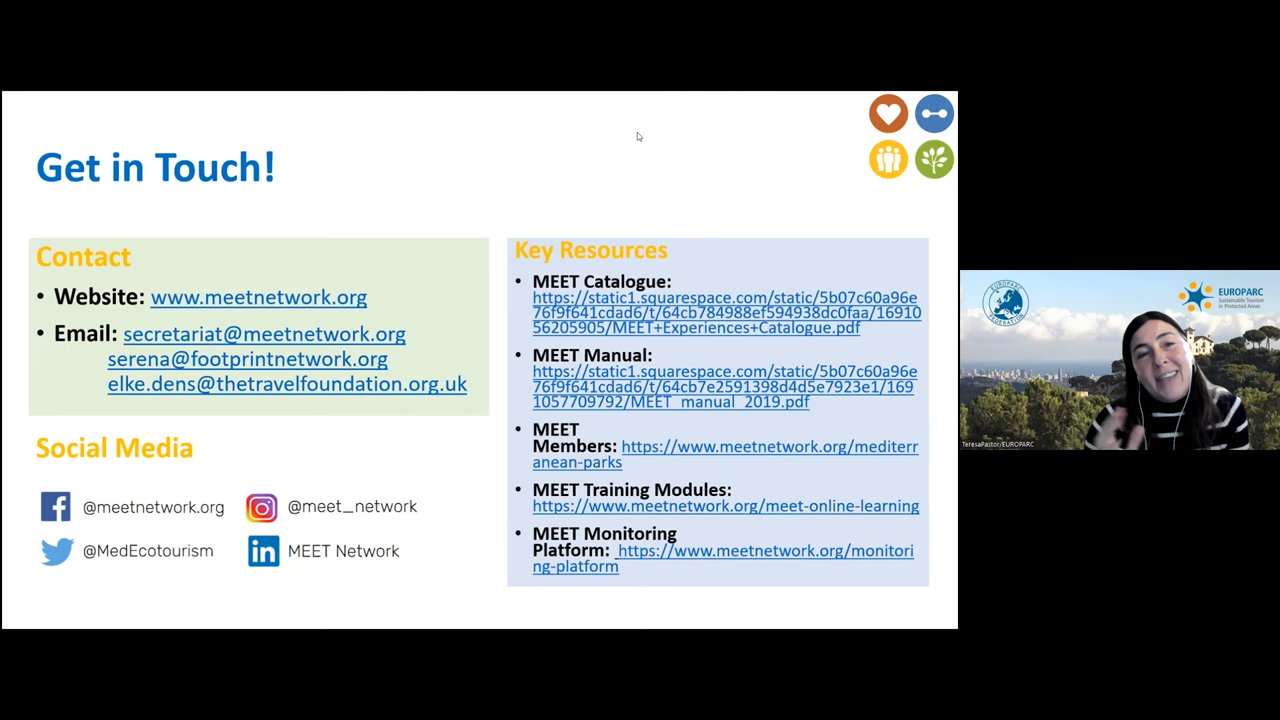 Get in Touch!
Contact
• Website: www.meetnetwork.org
• Email: secretariat@meetnetwork.org
serena@footprintnetwork.org
elke.dens@thetravelfoundation.org.uk
Social Media
@meetnetwork.org
@meet_network
@MedEcotourism
in MEET Network
Key Resources
• MEET Catalogue:
https://static1.squarespace.com/static/5b07c60a96e
76f9f641cdad6/t/64cb784988ef594938dc0faa/16910
56205905/MEET+Experiences+Catalogue.pdf
• MEET Manual:
https://static1.squarespace.com/static/5b07c60a96e
76f9f641cdad6/t/64cb7e2591398d4d5e7923e1/169
1057709792/MEET_manual_2019.pdf
• MEET
Members: https://www.meetnetwork.org/mediterr
anean-parks
• MEET Training Modules:
https://www.meetnetwork.org/meet-online-learning
• MEET Monitoring
Platform: https://www.meetnetwork.org/monitori
ng-platform
EUROPARC
FEDERATION
EUROPARC
Sustainable Tourism
in Protected Areas
TeresaPastor/EUROPARC